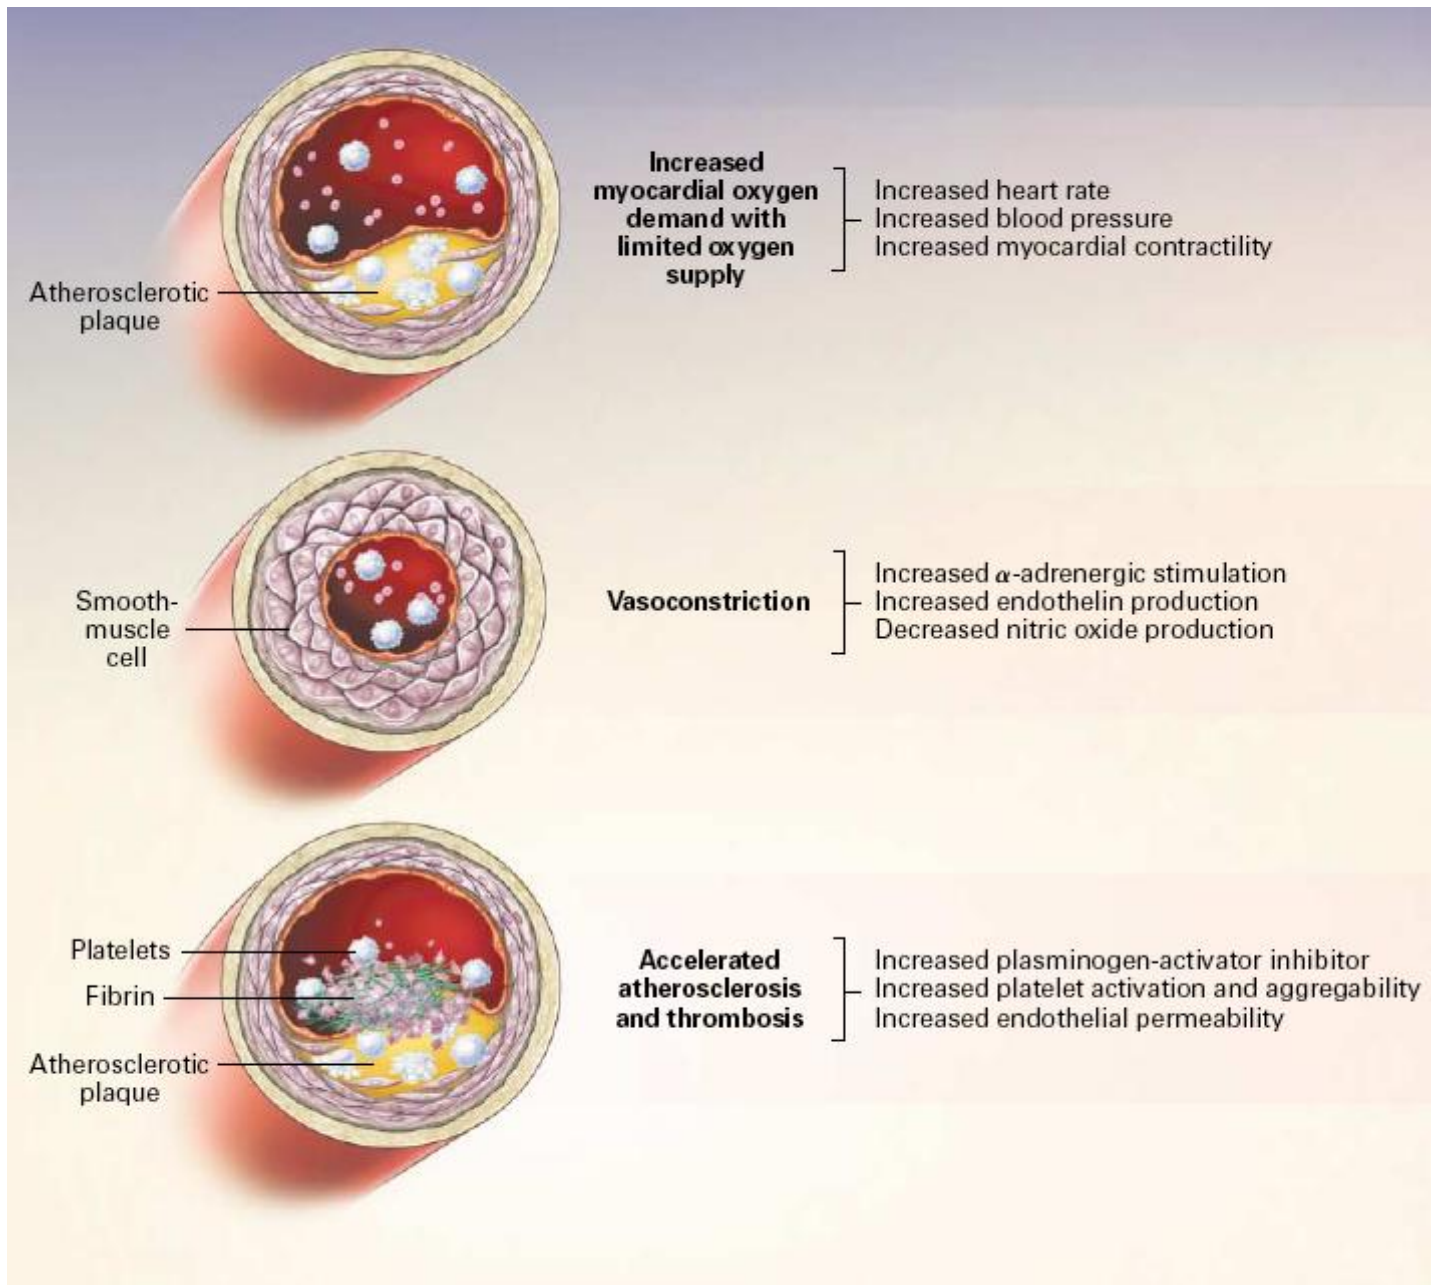 Increased
myocardial oxygen
demand with
limited oxygen
supply
Increased heart rate
Increased blood pressure
Increased myocardial contractility
Atherosclerotic
plaque
Smooth-
muscle
cell
Vasoconstriction
Increased α-adrenergic stimulation
Increased endothelin production
Decreased nitric oxide production
Platelets
Fibrin
Atherosclerotic
plaque
Accelerated
atherosclerosis
and thrombosis
Increased plasminogen-activator inhibitor
Increased platelet activation and aggregability
Increased endothelial permeability